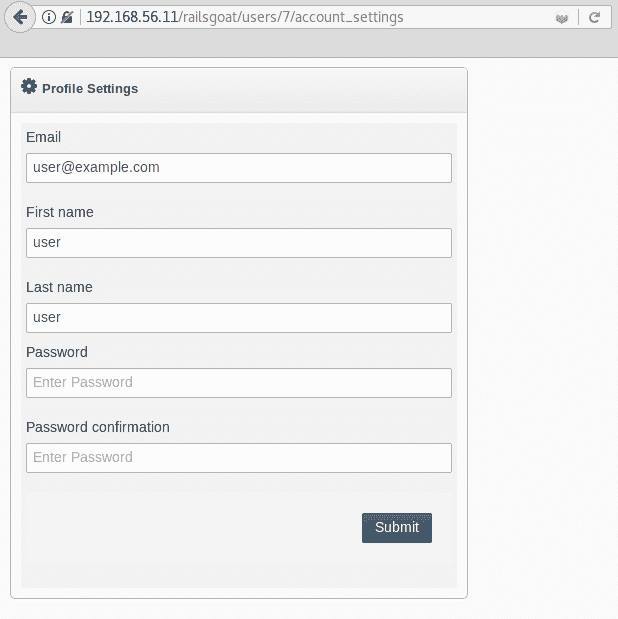 192.168.56.11/railsgoat/users/7/account_settings
Profile Settings
Email
user@example.com
First name
user
Last name
user
Password
Enter Password
Password confirmation
Enter Password
Submit